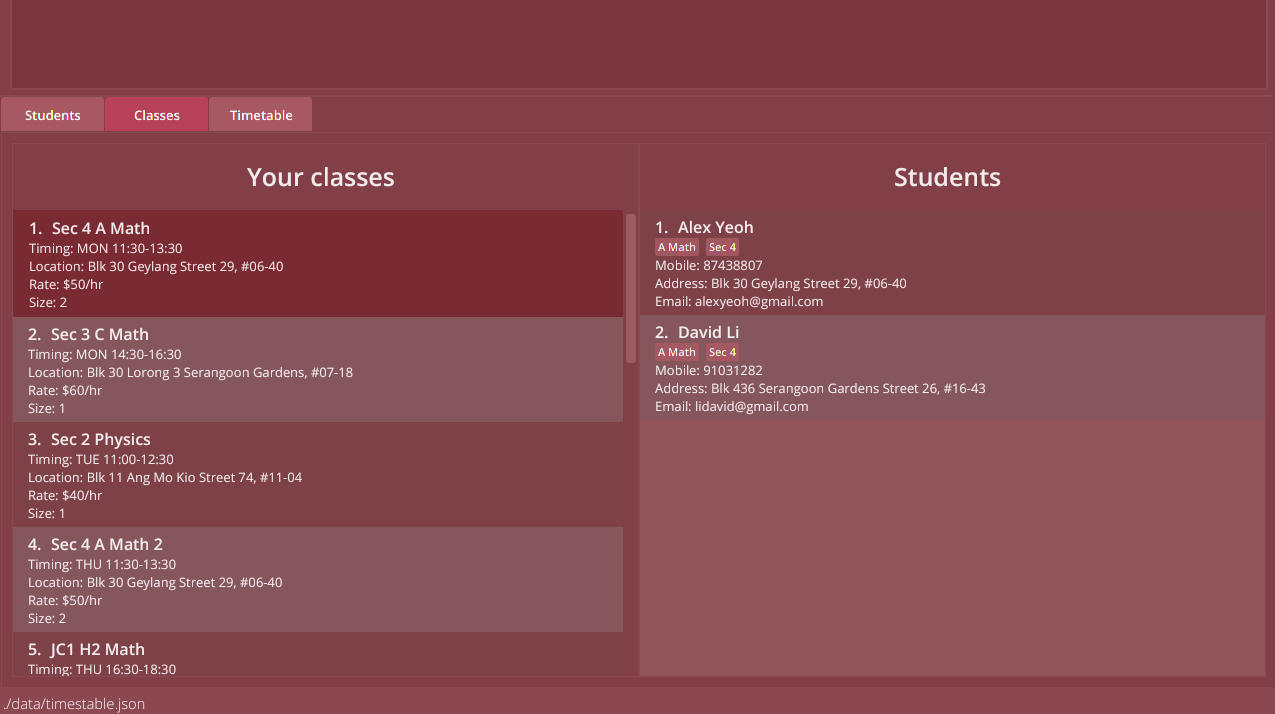 Students
Classes
Timetable
Your classes
1. Sec 4 A Math
Timing: MON 11:30-13:30
Location: Blk 30 Geylang Street 29, #06-40
Rate: $50/hr
Size: 2
2. Sec 3 C Math
Timing: MON 14:30-16:30
Location: Blk 30 Lorong 3 Serangoon Gardens, #07-18
Rate: $60/hr
Size: 1
3. Sec 2 Physics
Timing: TUE 11:00-12:30
Location: Blk 11 Ang Mo Kio Street 74, #11-04
Rate: $40/hr
Size: 1
4. Sec 4 A Math 2
Timing: THU 11:30-13:30
Location: Blk 30 Geylang Street 29, #06-40
Rate: $50/hr
Size: 2
5. JC1 H2 Math
Timing: THU 16:30-18:30
Students
1. Alex Yeoh
A Math Sec 4
Mobile: 87438807
Address: Blk 30 Geylang Street 29, #06-40
Email: alexyeoh@gmail.com
2. David Li
A Math Sec 4
Mobile: 91031282
Address: Blk 436 Serangoon Gardens Street 26, #16-43
Email: lidavid@gmail.com
./data/timestable.json